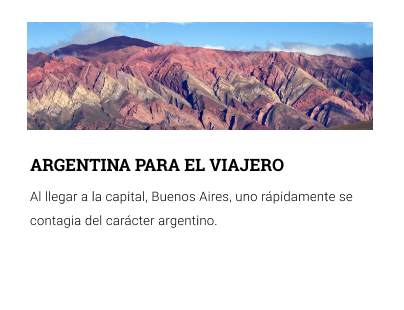 ARGENTINA PARA EL VIAJERO
Al llegar a la capital, Buenos Aires, uno rápidamente se
contagia del carácter argentino.